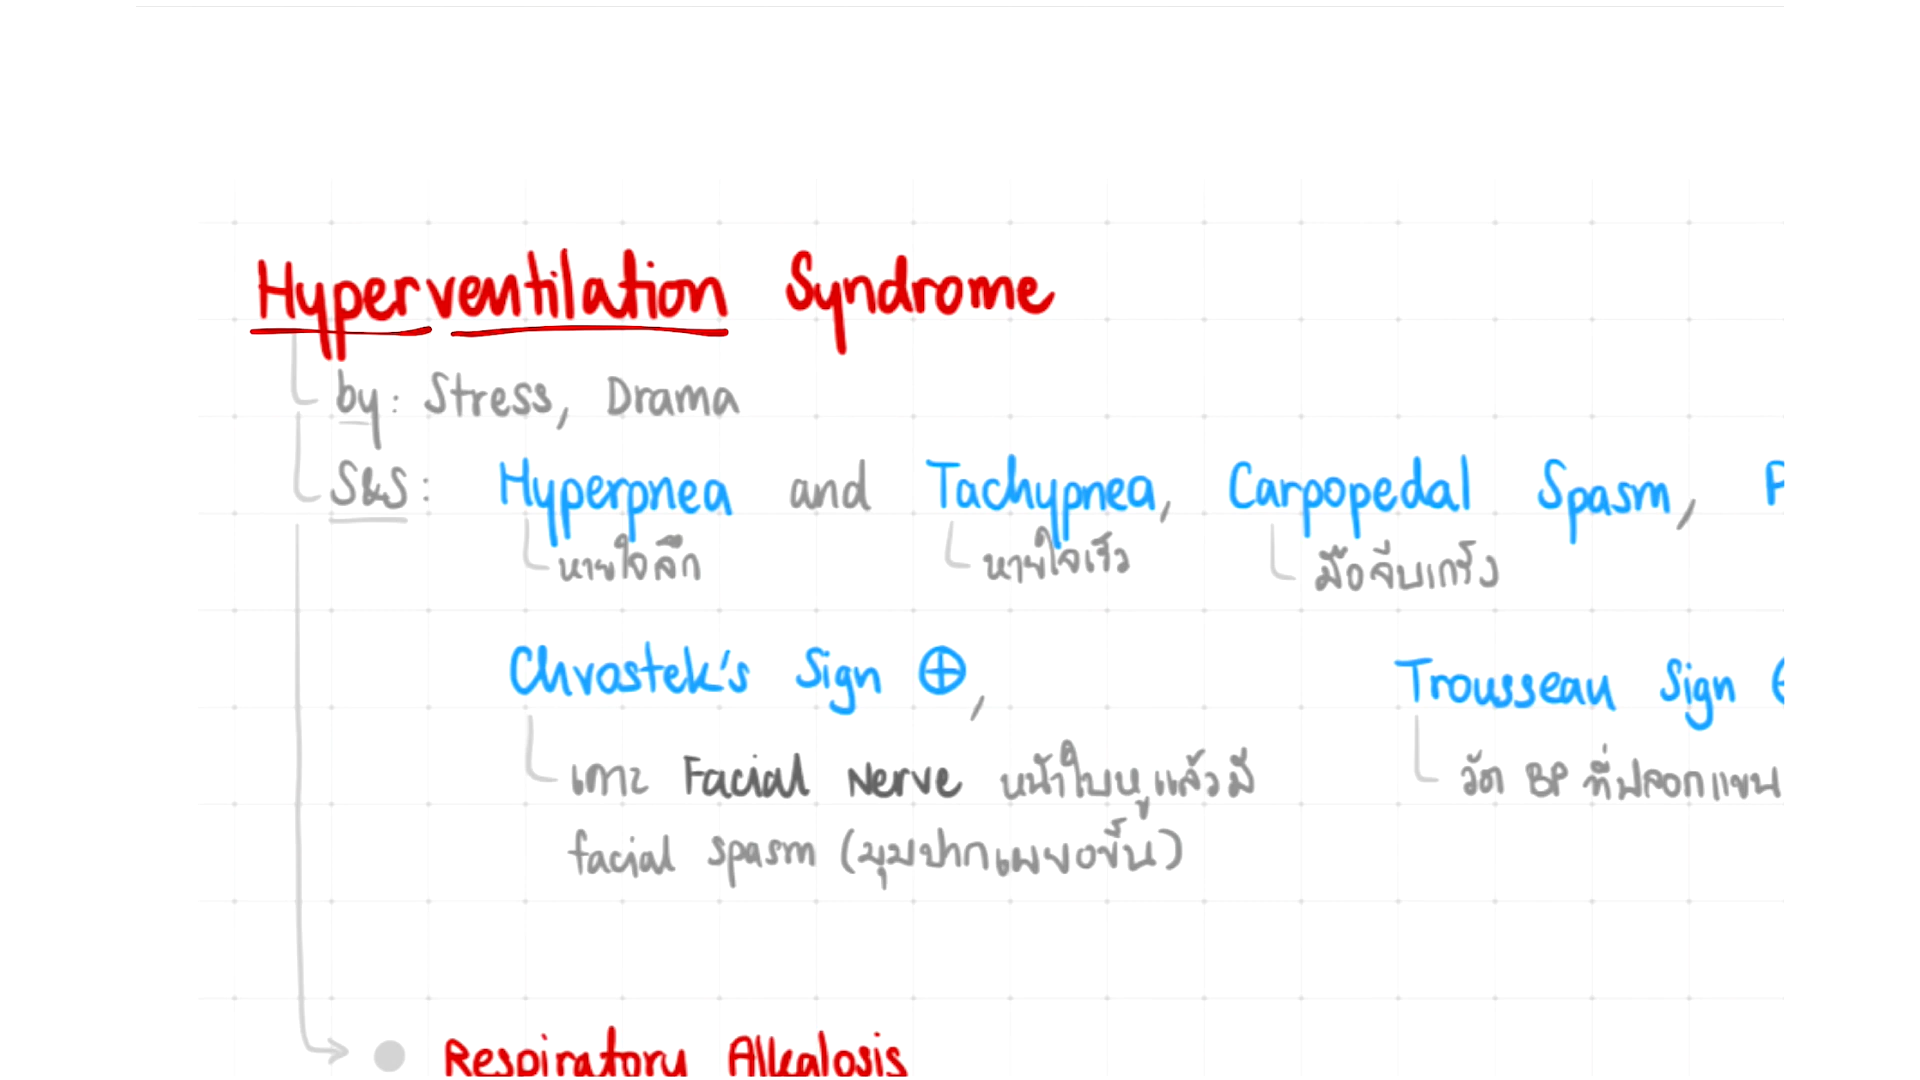 Hyperventilation Syndrome
by: Stress, Drama
S&S: Hyperpnea and Tachypnea, Carpopedal Spasm, P
หายใจลึก หายใจเร็ว มือจีบเกร็ง
Chvostek's Sign ⊕, Trousseau Sign
เคาะ Facial Nerve หน้าใบหูแล้วมี วัด BP ที่ปลอกแขน
facial spasm (มุมปากเผยอขึ้น)
Respiratory Alkalosis